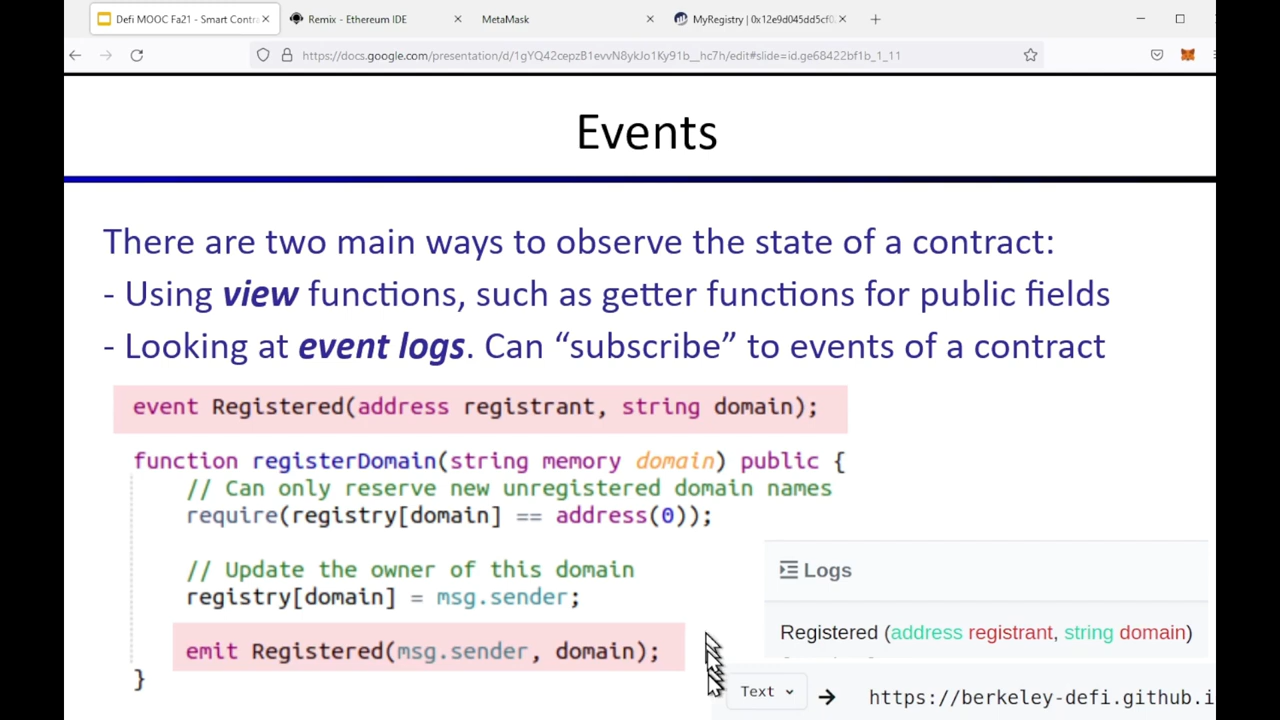 Defi MOOC Fa21 - Smart Contra
Remix - Ethereum IDE
MetaMask
MyRegistry | 0x12e9d045dd5cf0
https://docs.google.com/presentation/d/1gYQ42cepzB1evvN8ykJo1Ky91b__hc7h/edit#slide=id.ge68422bf1b_1_11
Events
There are two main ways to observe the state of a contract:
- Using view functions, such as getter functions for public fields
- Looking at event logs. Can “subscribe” to events of a contract
event Registered(address registrant, string domain);
function registerDomain(string memory domain) public {
// Can only reserve new unregistered domain names
require(registry[domain] == address(0));
// Update the owner of this domain
registry[domain] = msg.sender;
emit Registered(msg.sender, domain);
}
Logs
Registered (address registrant, string domain)
Text
https://berkeley-defi.github.i